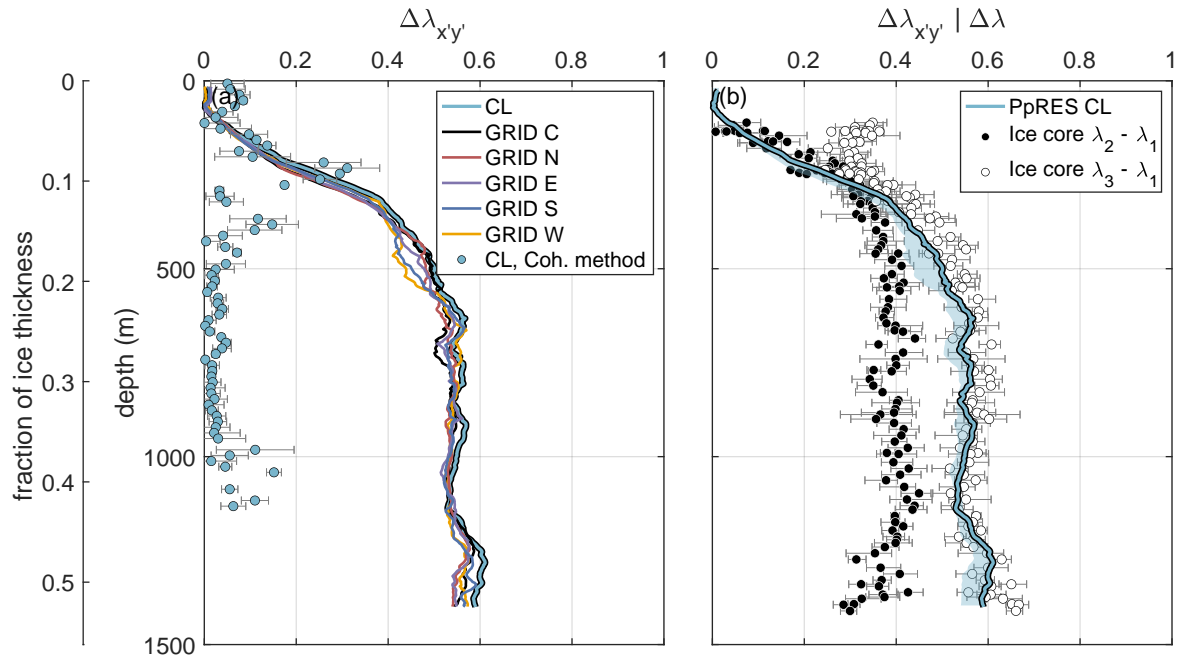 Δλx'y'
Δλx'y' | Δλ
0 0.2 0.4 0.6 0.8 1
0 0.2 0.4 0.6 0.8 1
0
0.1
0.2
0.3
0.4
0.5
fraction of ice thickness
0
500
1000
1500
depth (m)
(a)
CL
GRID C
GRID N
GRID E
GRID S
GRID W
CL, Coh. method
(b)
PpRES CL
Ice core λ2 - λ1
Ice core λ3 - λ1